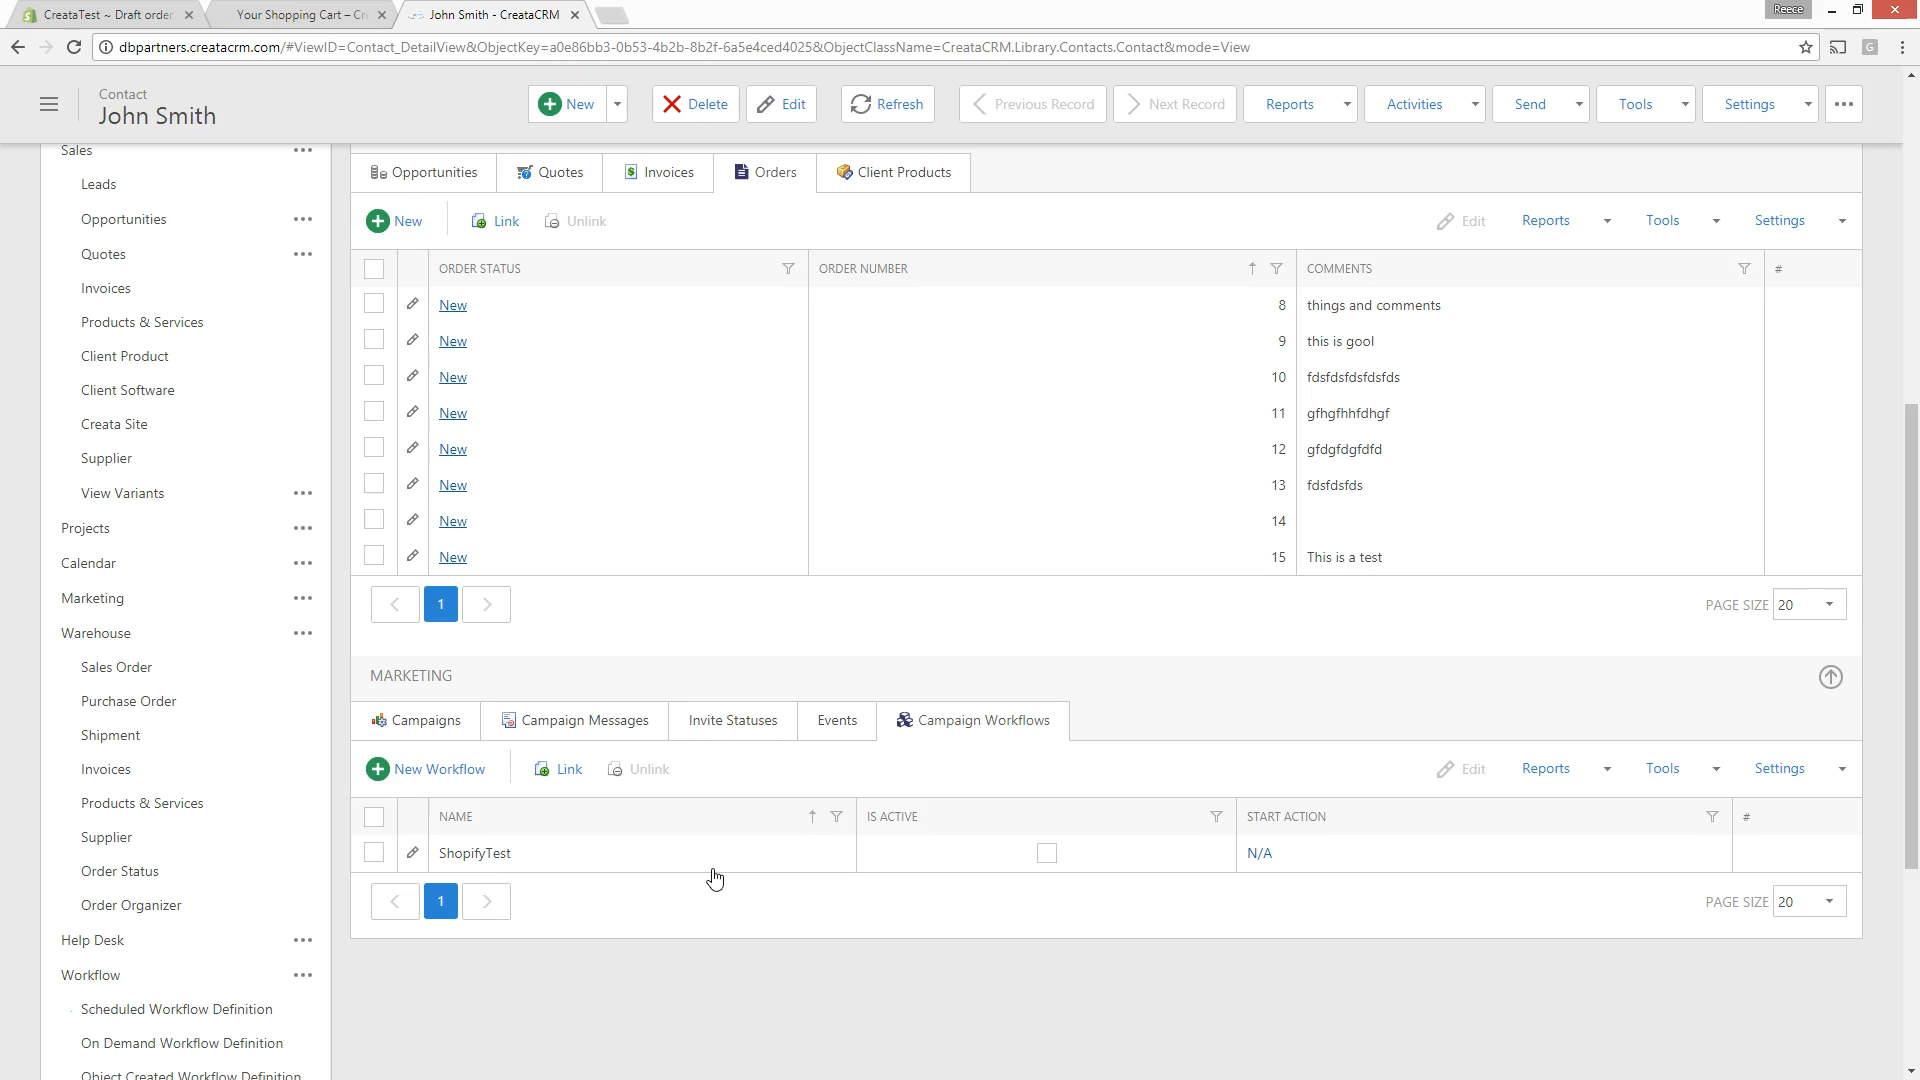 CreataTest ~ Draft order
Your Shopping Cart – Cr
John Smith - CreataCRM
Reece
dbpartners.creatacrm.com/#ViewID=Contact_DetailView&ObjectKey=a0e86bb3-0b53-4b2b-8b2f-6a5e4ced4025&ObjectClassName=CreataCRM.Library.Contacts.Contact&mode=View
G
Contact
John Smith
New
Delete
Edit
Refresh
Previous Record
Next Record
Reports
Activities
Send
Tools
Settings
Sales
Leads
Opportunities
Quotes
Invoices
Products & Services
Client Product
Client Software
Creata Site
Supplier
View Variants
Projects
Calendar
Marketing
Warehouse
Sales Order
Purchase Order
Shipment
Invoices
Products & Services
Supplier
Order Status
Order Organizer
Help Desk
Workflow
Scheduled Workflow Definition
On Demand Workflow Definition
Object Created Workflow Definition
Opportunities
Quotes
Invoices
Orders
Client Products
New
Link
Unlink
Edit
Reports
Tools
Settings
ORDER STATUS ORDER NUMBER COMMENTS #
New 8 things and comments
New 9 this is gool
New 10 fdsfdsfdsfdsfds
New 11 gfhgfhhfdhgf
New 12 gfdgfdgfdfd
New 13 fdsfdsfds
New 14
New 15 This is a test
1
PAGE SIZE 20
MARKETING
Campaigns
Campaign Messages
Invite Statuses
Events
Campaign Workflows
New Workflow
Link
Unlink
Edit
Reports
Tools
Settings
NAME IS ACTIVE START ACTION #
ShopifyTest N/A
1
PAGE SIZE 20